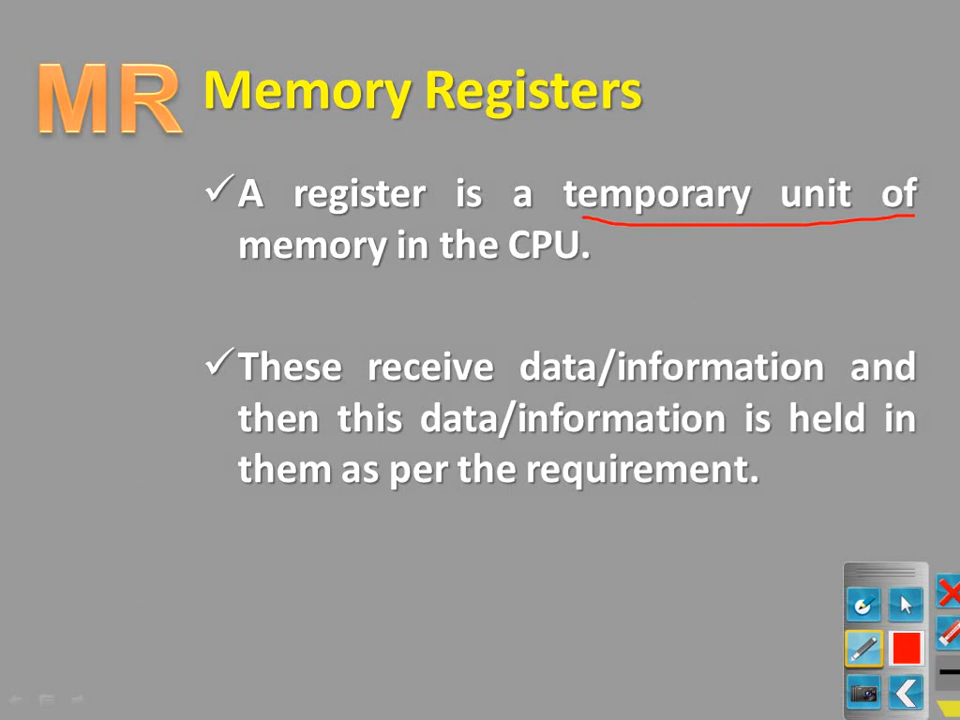 MR Memory Registers
✓ A register is a temporary unit of
memory in the CPU.
✓ These receive data/information and
then this data/information is held in
them as per the requirement.